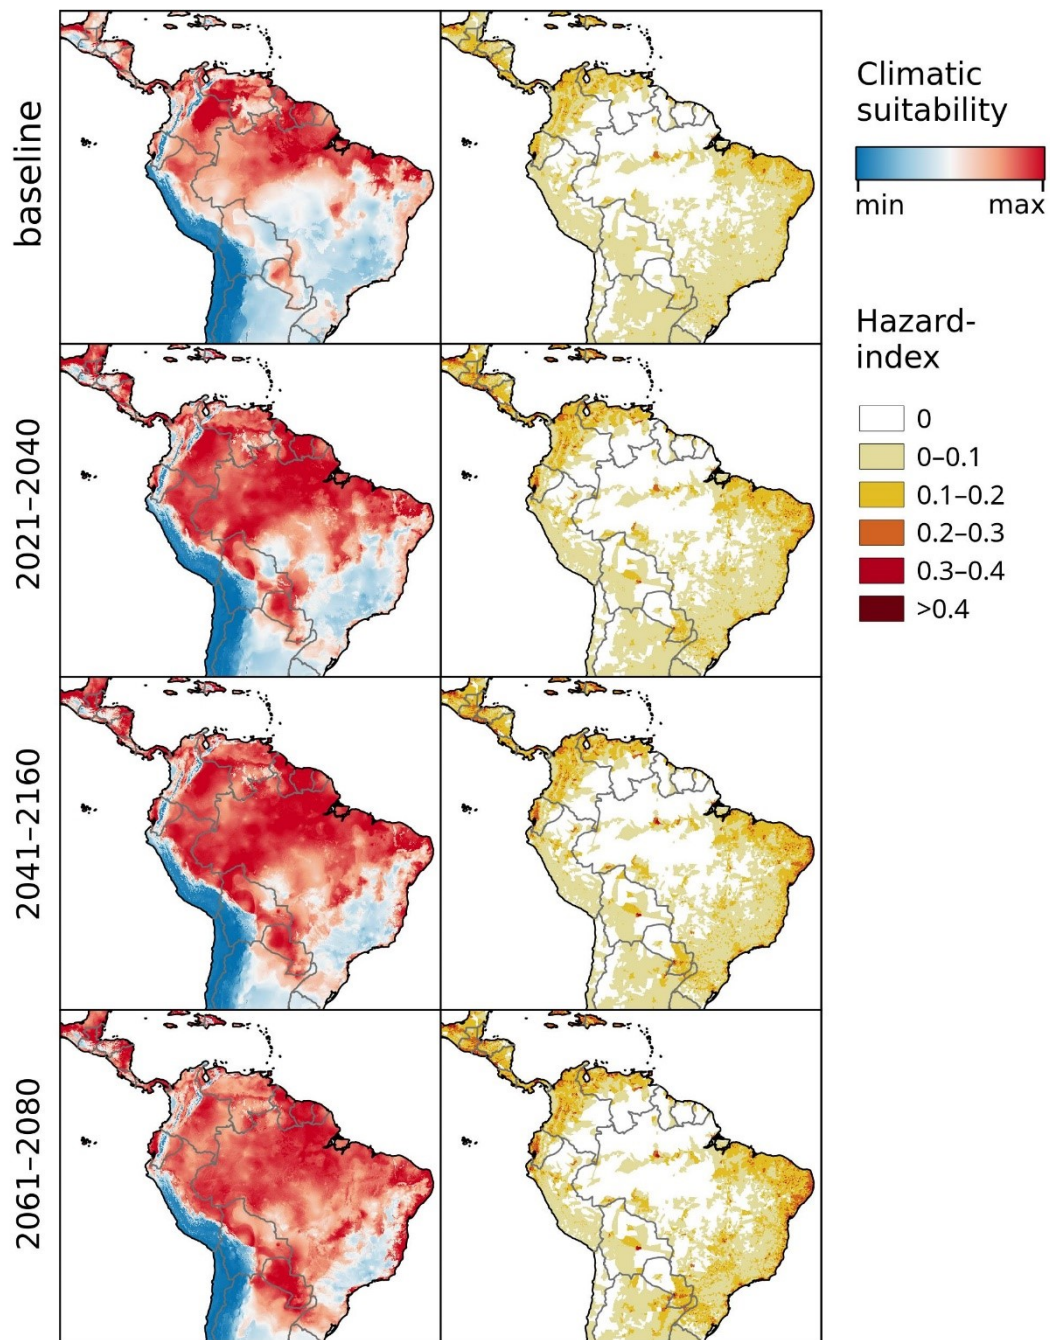 baseline
2021–2040
2041–2160
2061–2080
Climatic
suitability
min max
Hazard-
index
0
0–0.1
0.1–0.2
0.2–0.3
0.3–0.4
>0.4